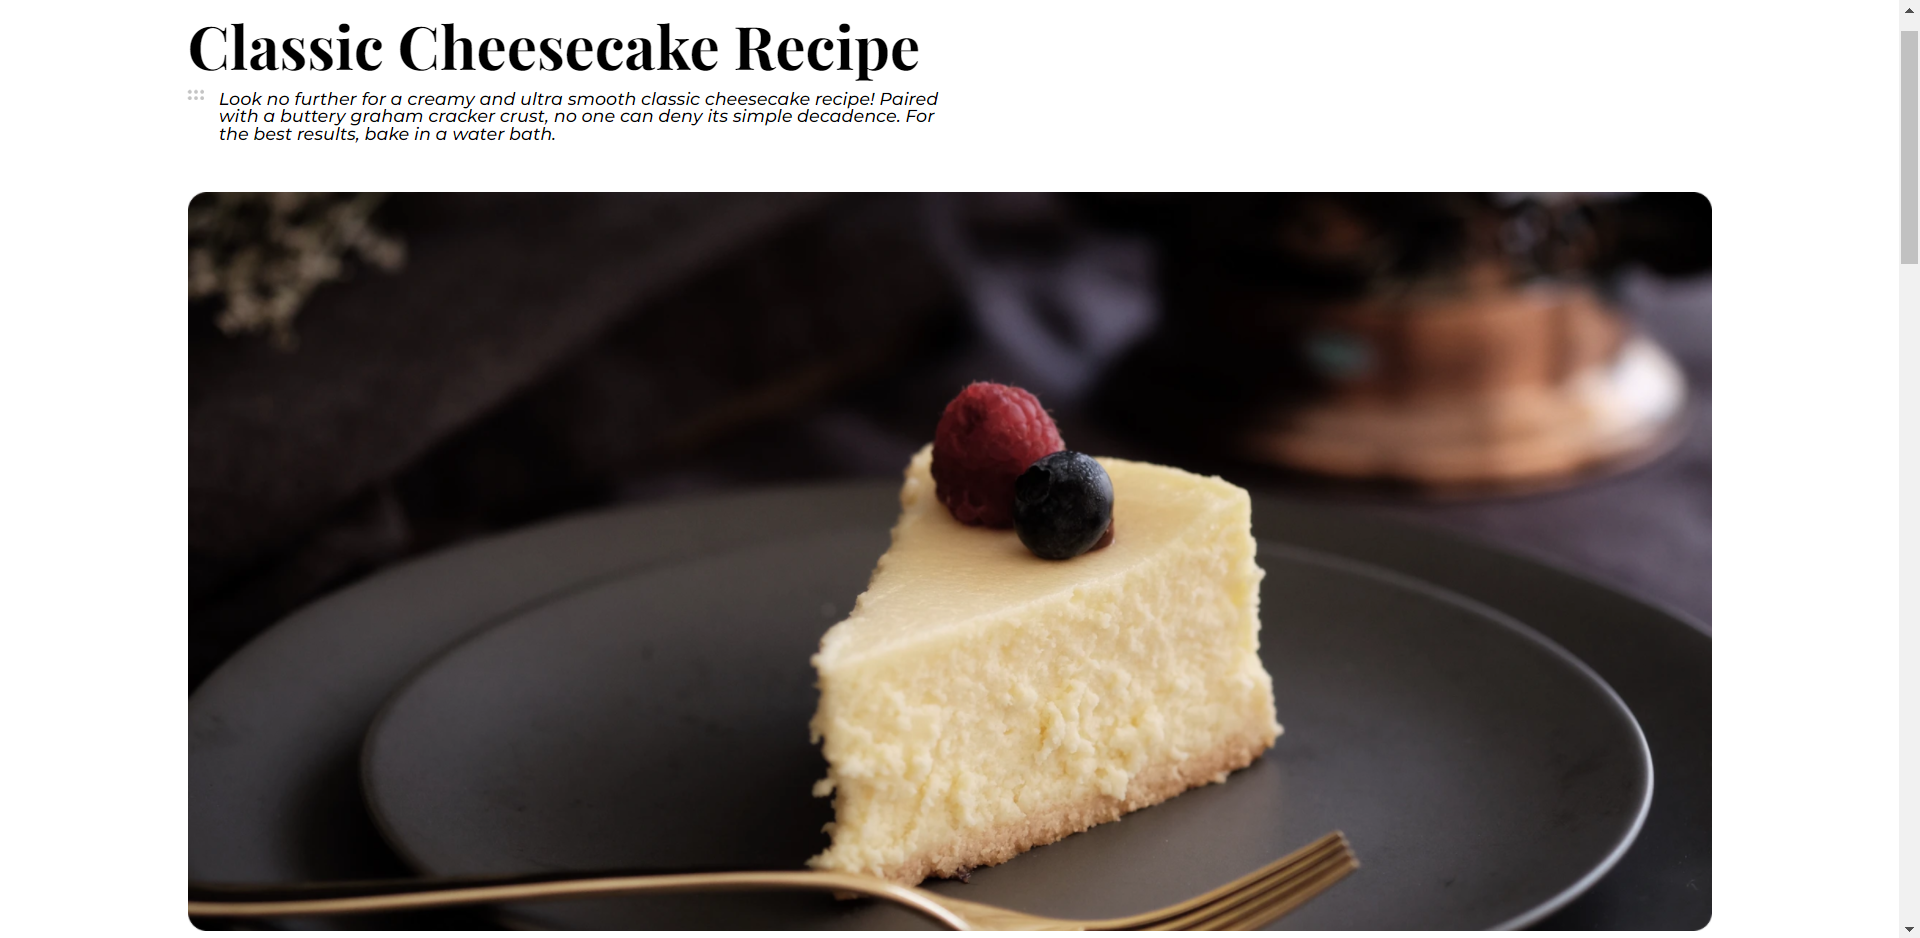 Classic Cheesecake Recipe
Look no further for a creamy and ultra smooth classic cheesecake recipe! Paired
with a buttery graham cracker crust, no one can deny its simple decadence. For
the best results, bake in a water bath.